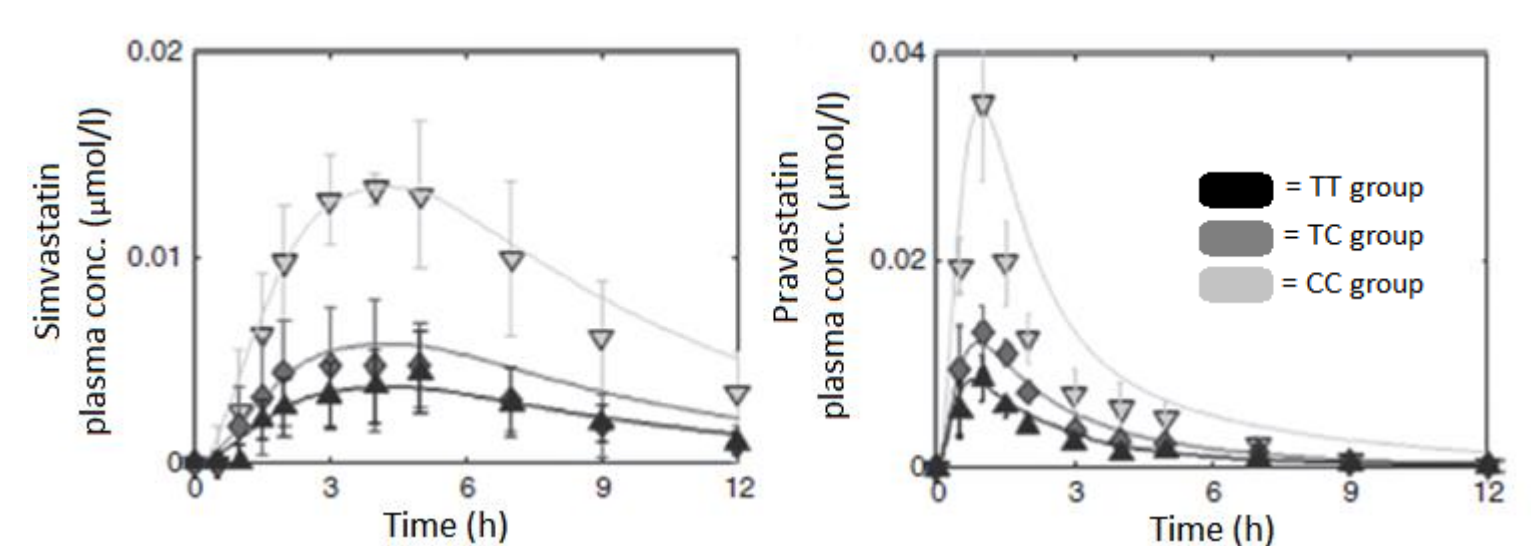 Simvastatin
plasma conc. (μmol/l)
0.02
0.01
0
0 3 6 9 12
Time (h)
Pravastatin
plasma conc. (μmol/l)
0.04
0.02
0
0 3 6 9 12
Time (h)
= TT group
= TC group
= CC group